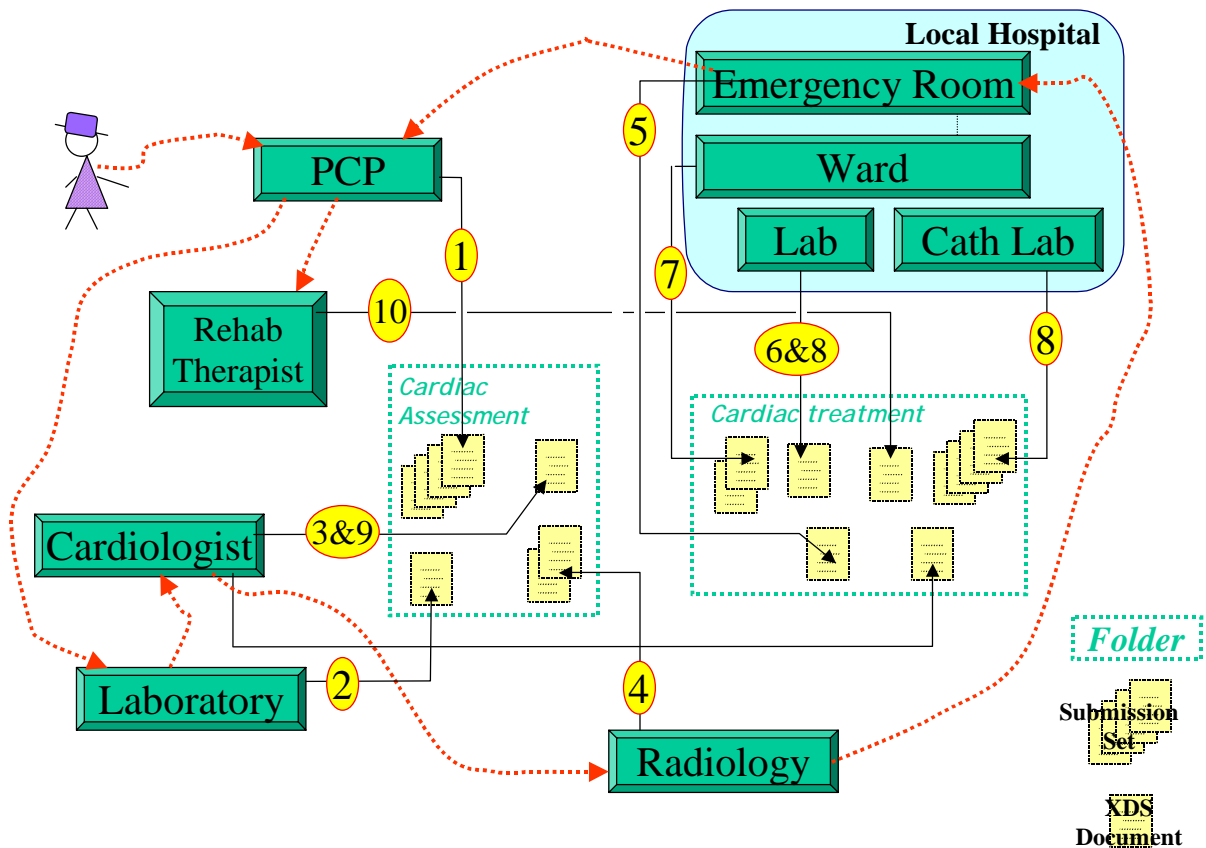 Local Hospital
Emergency Room
5
PCP
Ward
1
Lab
Cath Lab
7
10
Rehab
Therapist
6&8
8
Cardiac
Assessment
Cardiac treatment
Cardiologist
3&9
Laboratory
2
4
Folder
Radiology
Submission
Set
XDS
Document